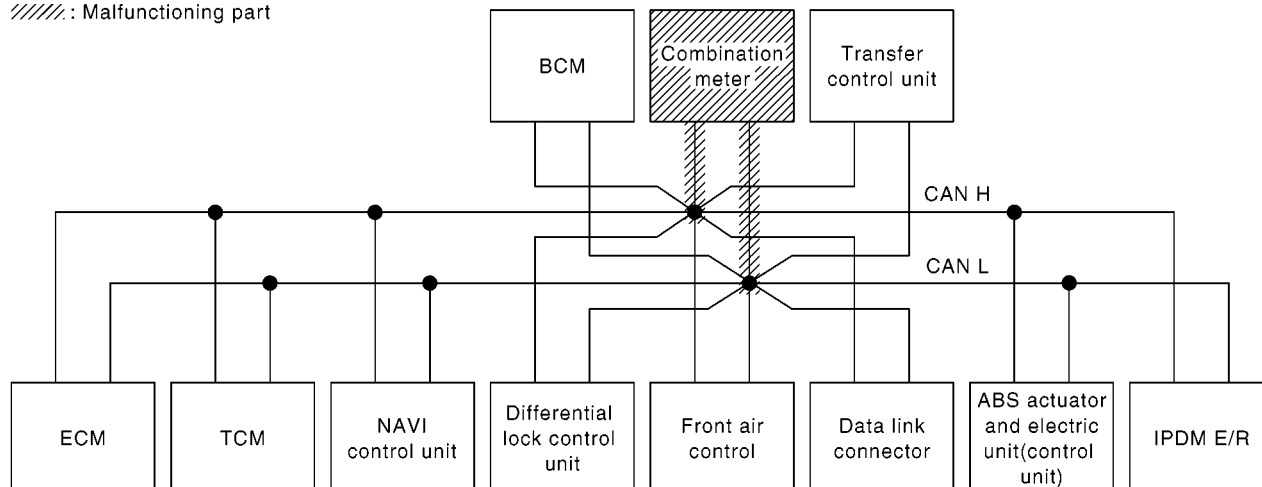 : Malfunctioning part
BCM
Combination
meter
Transfer
control unit
CAN H
CAN L
ECM
TCM
NAVI
control unit
Differential
lock control
unit
Front air
control
Data link
connector
ABS actuator
and electric
unit(control
unit)
IPDM E/R